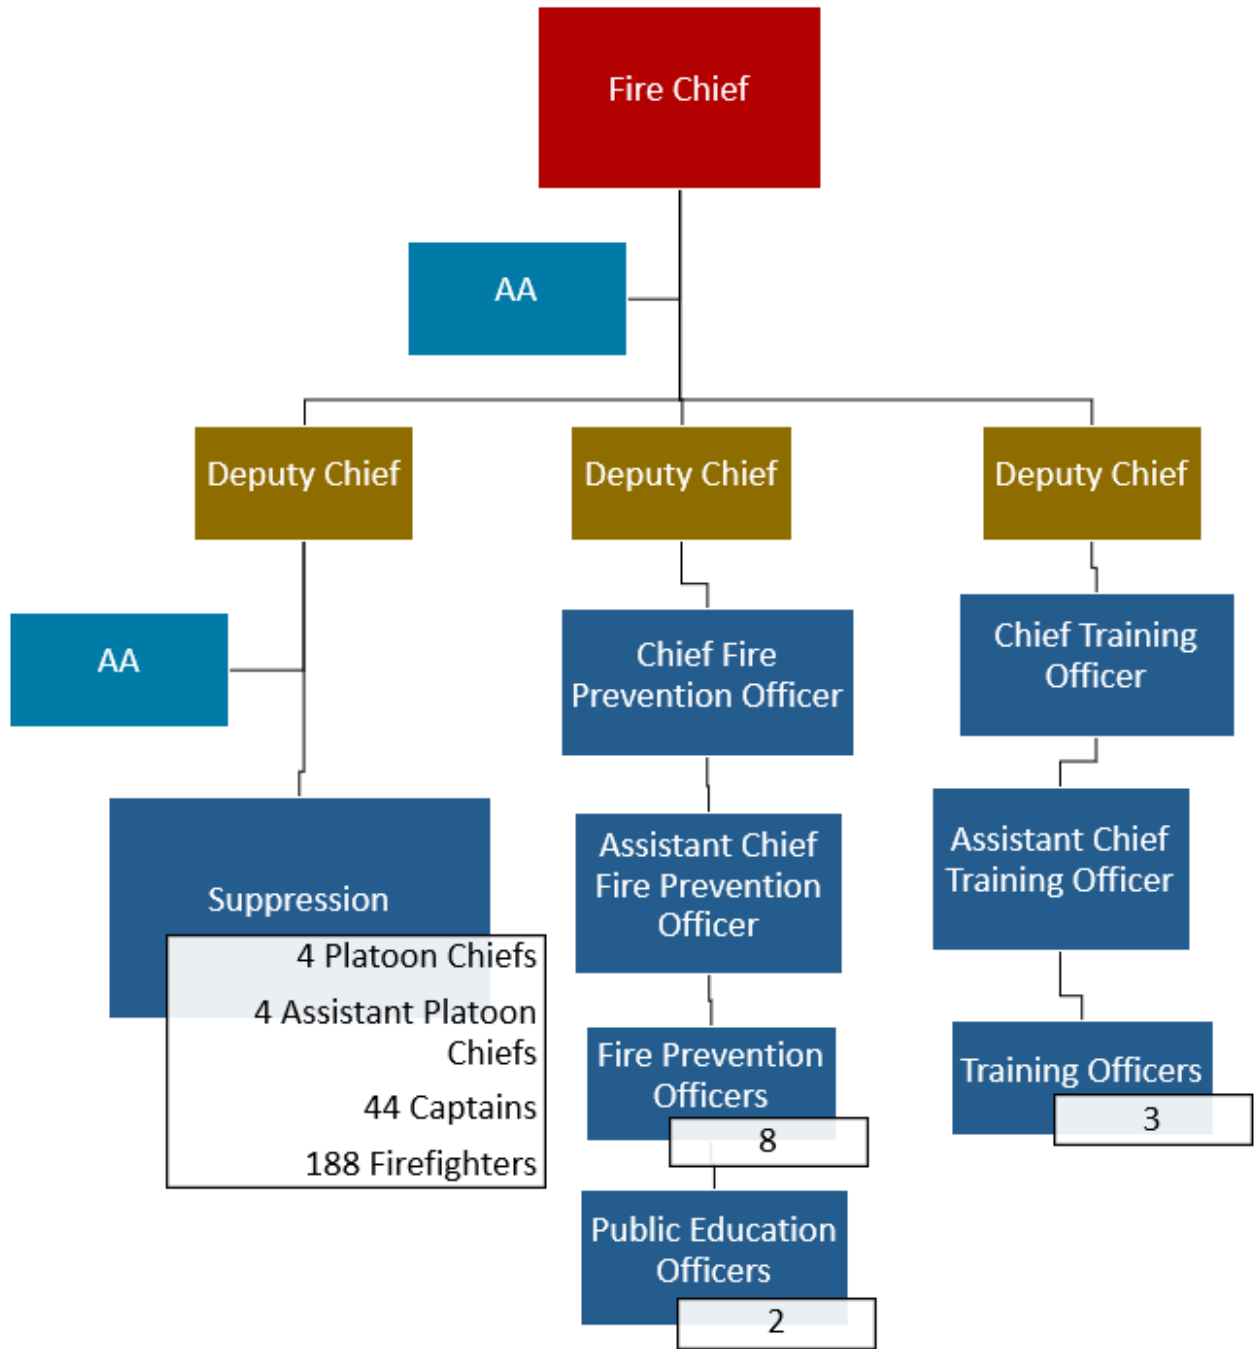 Fire Chief
AA
Deputy Chief
Deputy Chief
Deputy Chief
AA
Chief Fire
Prevention Officer
Chief Training
Officer
Suppression
4 Platoon Chiefs
4 Assistant Platoon
Chiefs
44 Captains
188 Firefighters
Assistant Chief
Fire Prevention
Officer
Assistant Chief
Training Officer
Fire Prevention
Officers
8
Training Officers
3
Public Education
Officers
2